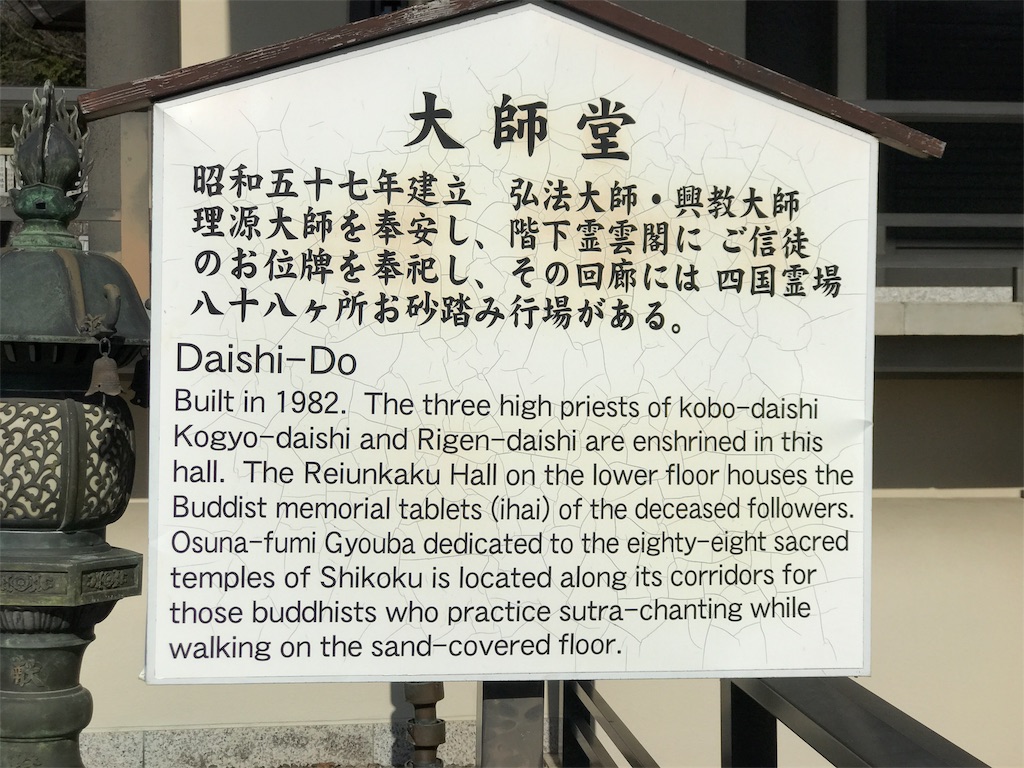 大師堂
昭和五十七年建立　弘法大師・興教大師
理源大師を奉安し、階下霊雲閣に ご信徒
のお位牌を奉祀し、その回廊には 四国霊場
八十八ヶ所お砂踏み行場がある。
Daishi-Do
Built in 1982. The three high priests of kobo-daishi
Kogyo-daishi and Rigen-daishi are enshrined in this
hall. The Reiunkaku Hall on the lower floor houses the
Buddist memorial tablets (ihai) of the deceased followers.
Osuna-fumi Gyouba dedicated to the eighty-eight sacred
temples of Shikoku is located along its corridors for
those buddhists who practice sutra-chanting while
walking on the sand-covered floor.